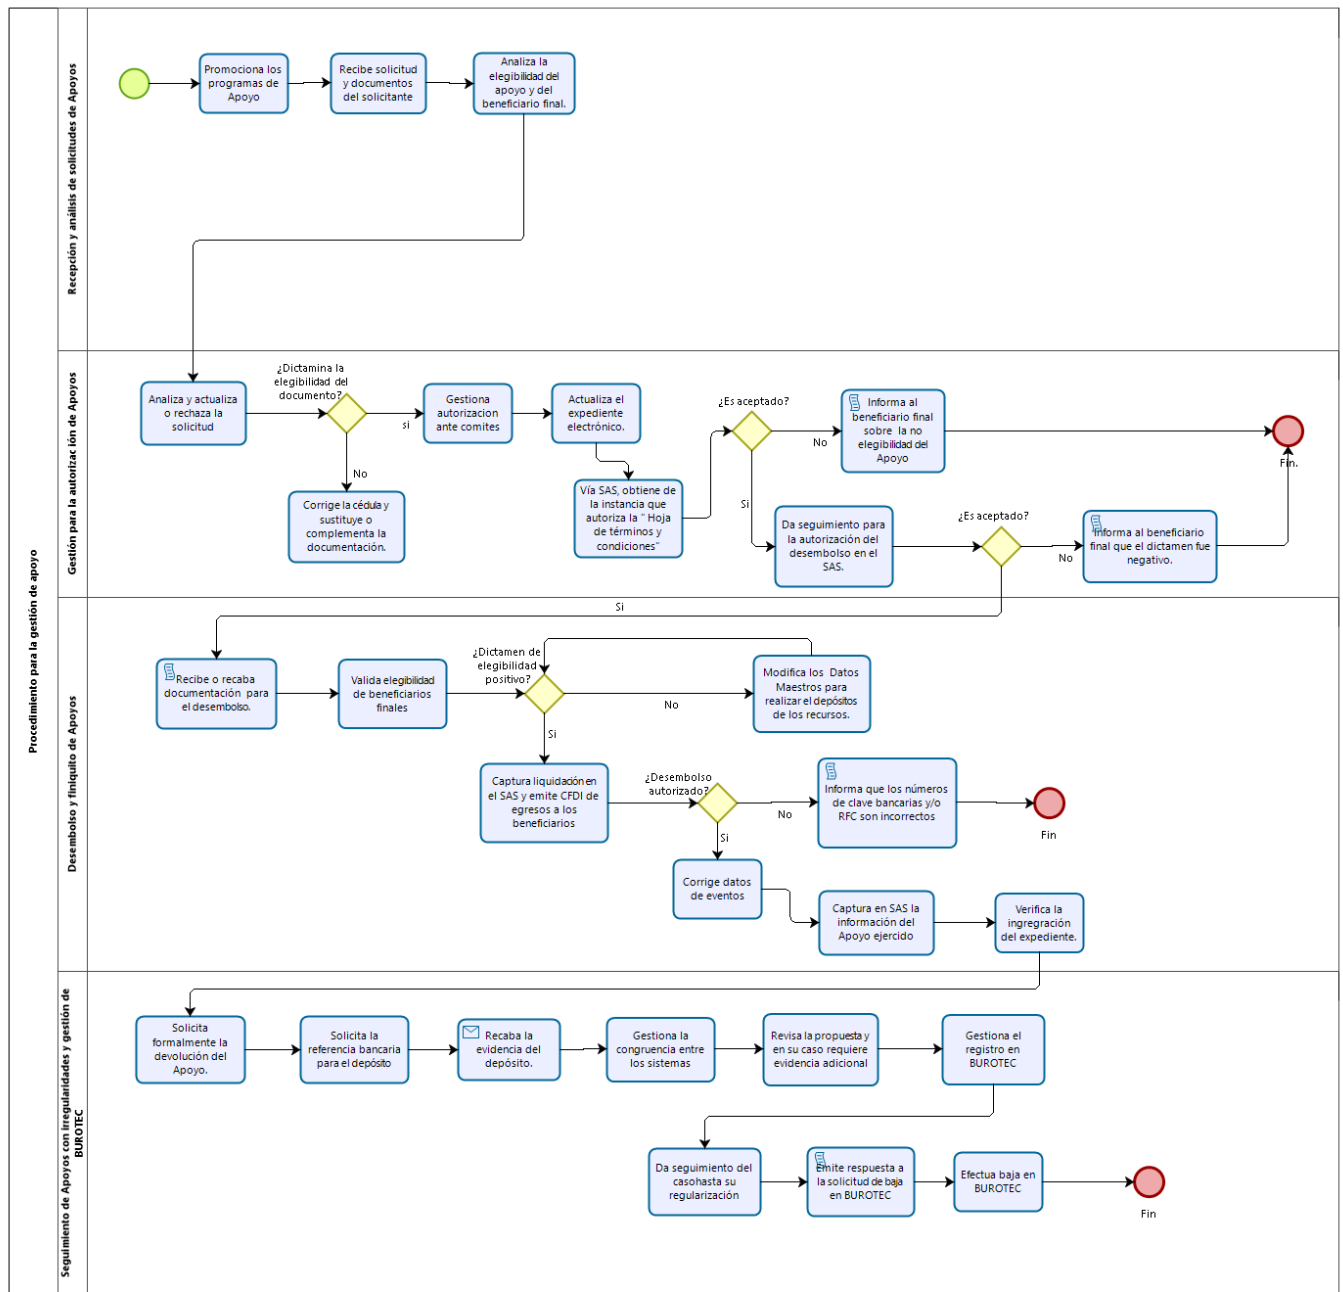 Procedimiento para la gestión de apoyo
Recepción y análisis de solicitudes de Apoyos
Promociona los
programas de
Apoyo
Recibe solicitud
y documentos
del solicitante
Analiza la
elegibilidad del
apoyo y del
beneficiario final.
Gestión para la autorización de Apoyos
Analiza y actualiza
o rechaza la
solicitud
¿Dictamina la
elegibilidad del
documento?
si
No
Corrige la cédula y
sustituye o
complementa la
documentación.
Gestiona
autorizacion
ante comites
Actualiza el
expediente
electrónico.
Vía SAS, obtiene de
la instancia que
autoriza la " Hoja
de términos y
condiciones"
¿Es aceptado?
No
Si
Informa al
beneficiario final
sobre la no
elegibilidad del
Apoyo
Fin.
Da seguimiento para
la autorización del
desembolso en el
SAS.
¿Es aceptado?
No
Informa al beneficiario
final que el dictamen fue
negativo.
Si
Desembolso y finiquito de Apoyos
Recibe o recaba
documentación para
el desembolso.
Valida elegibilidad
de beneficiarios
finales
¿Dictamen de
elegibilidad
positivo?
No
Si
Modifica los Datos
Maestros para
realizar el depósitos
de los recursos.
Captura liquidación en
el SAS y emite CFDI de
egresos a los
beneficiarios
¿Desembolso
autorizado?
No
Si
Informa que los números
de clave bancarias y/o
RFC son incorrectos
Fin
Corrige datos
de eventos
Captura en SAS la
información del
Apoyo ejercido
Verifica la
ingregración
del expediente.
Seguimiento de Apoyos con irregularidades y gestión de
BUROTEC
Solicita
formalmente la
devolución del
Apoyo.
Solicita la
referencia bancaria
para el depósito
Recaba la
evidencia del
depósito.
Gestiona la
congruencia entre
los sistemas
Revisa la propuesta y
en su caso requiere
evidencia adicional
Gestiona el
registro en
BUROTEC
Da seguimiento del
casohasta su
regularización
Emite respuesta a
la solicitud de baja
en BUROTEC
Efectua baja en
BUROTEC
Fin